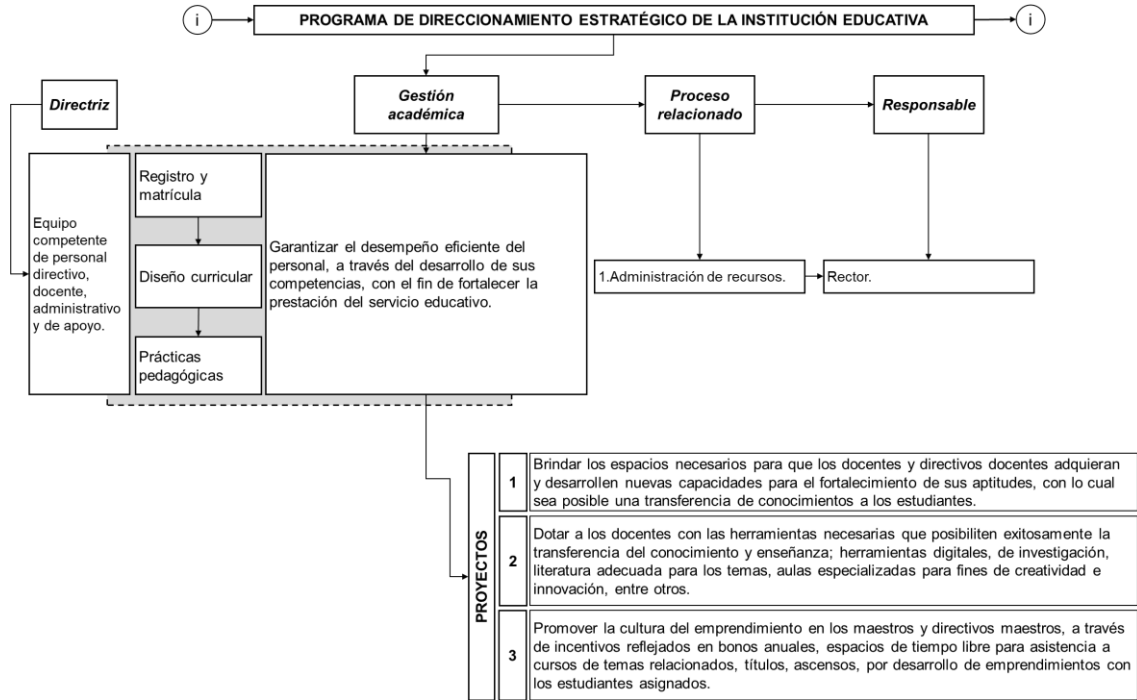 i
PROGRAMA DE DIRECCIONAMIENTO ESTRATÉGICO DE LA INSTITUCIÓN EDUCATIVA
i
Directriz
Gestión
académica
Proceso
relacionado
Responsable
Equipo
competente
de personal
directivo,
docente,
administrativo
y de apoyo.
Registro y
matrícula
Diseño curricular
Prácticas
pedagógicas
Garantizar el desempeño eficiente del
personal, a través del desarrollo de sus
competencias, con el fin de fortalecer la
prestación del servicio educativo.
1.Administración de recursos.
Rector.
PROYECTOS
1
Brindar los espacios necesarios para que los docentes y directivos docentes adquieran
y desarrollen nuevas capacidades para el fortalecimiento de sus aptitudes, con lo cual
sea posible una transferencia de conocimientos a los estudiantes.
2
Dotar a los docentes con las herramientas necesarias que posibiliten exitosamente la
transferencia del conocimiento y enseñanza; herramientas digitales, de investigación,
literatura adecuada para los temas, aulas especializadas para fines de creatividad e
innovación, entre otros.
3
Promover la cultura del emprendimiento en los maestros y directivos maestros, a través
de incentivos reflejados en bonos anuales, espacios de tiempo libre para asistencia a
cursos de temas relacionados, títulos, ascensos, por desarrollo de emprendimientos con
los estudiantes asignados.